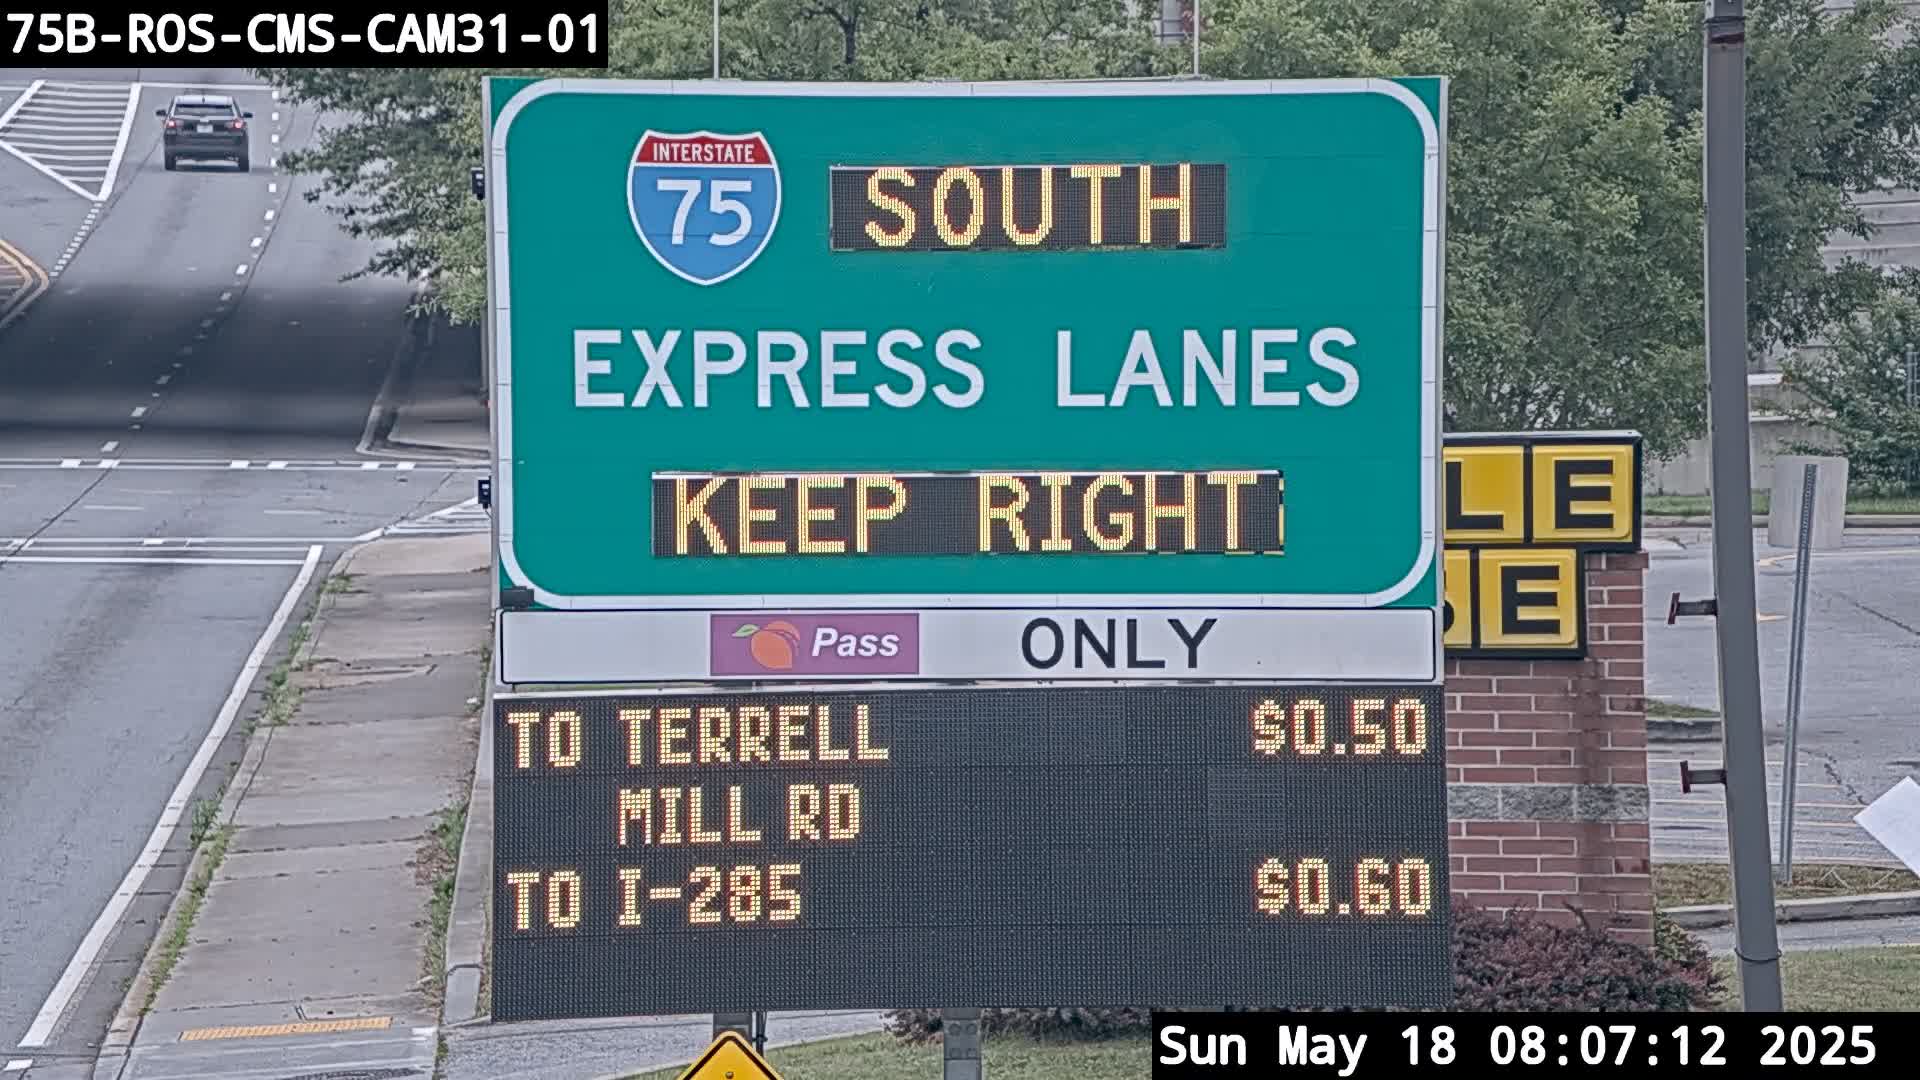 75B-ROS-CMS-CAM31-01
INTERSTATE
75
SOUTH
EXPRESS LANES
KEEP RIGHT
LE
E
Pass ONLY
TO TERRELL $0.50
MILL RD
TO I-285 $0.60
Sun May 18 08:07:12 2025